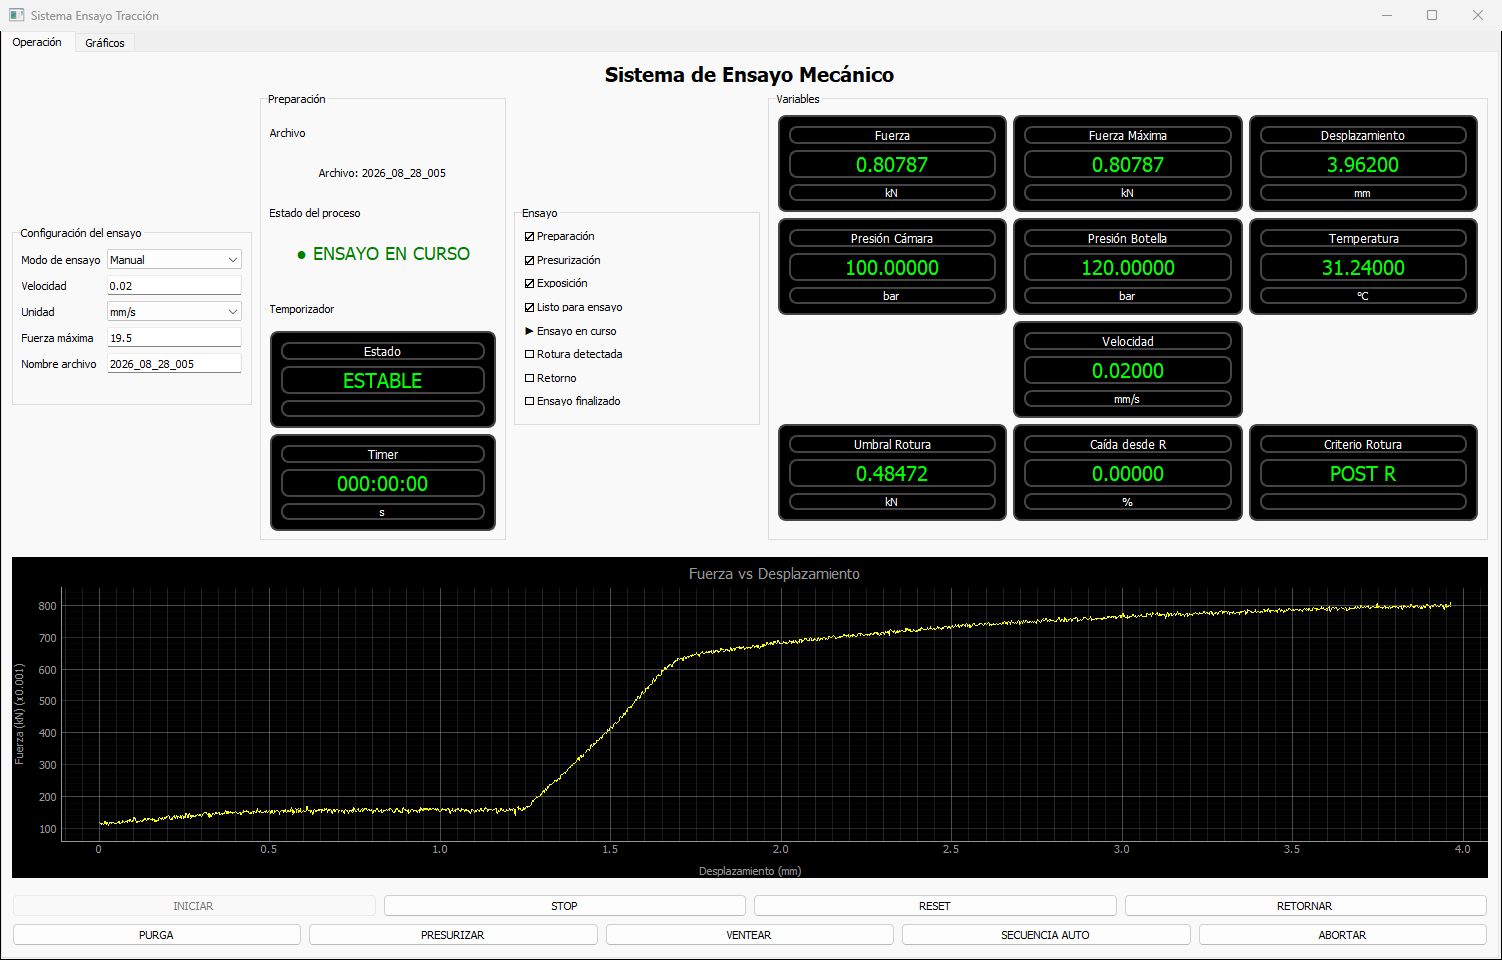 Sistema Ensayo Tracción
Operación
Gráficos
Sistema de Ensayo Mecánico
Configuración del ensayo
Modo de ensayo Manual
Velocidad 0.02
Unidad mm/s
Fuerza máxima 19.5
Nombre archivo 2026_08_28_005
Preparación
Archivo
Archivo: 2026_08_28_005
Estado del proceso
● ENSAYO EN CURSO
Temporizador
Estado
ESTABLE
Timer
000:00:00
s
Ensayo
Preparación
Presurización
Exposición
Listo para ensayo
Ensayo en curso
Rotura detectada
Retorno
Ensayo finalizado
Variables
Fuerza
0.80787
kN
Fuerza Máxima
0.80787
kN
Desplazamiento
3.96200
mm
Presión Cámara
100.00000
bar
Presión Botella
120.00000
bar
Temperatura
31.24000
°C
Velocidad
0.02000
mm/s
Umbral Rotura
0.48472
kN
Caída desde R
0.00000
%
Criterio Rotura
POST R
Fuerza vs Desplazamiento
Fuerza (kN) (x0.001)
800
700
600
500
400
300
200
100
0 0.5 1.0 1.5 2.0 2.5 3.0 3.5 4.0
Desplazamiento (mm)
INICIAR STOP RESET RETORNAR
PURGA PRESURIZAR VENTEAR SECUENCIA AUTO ABORTAR